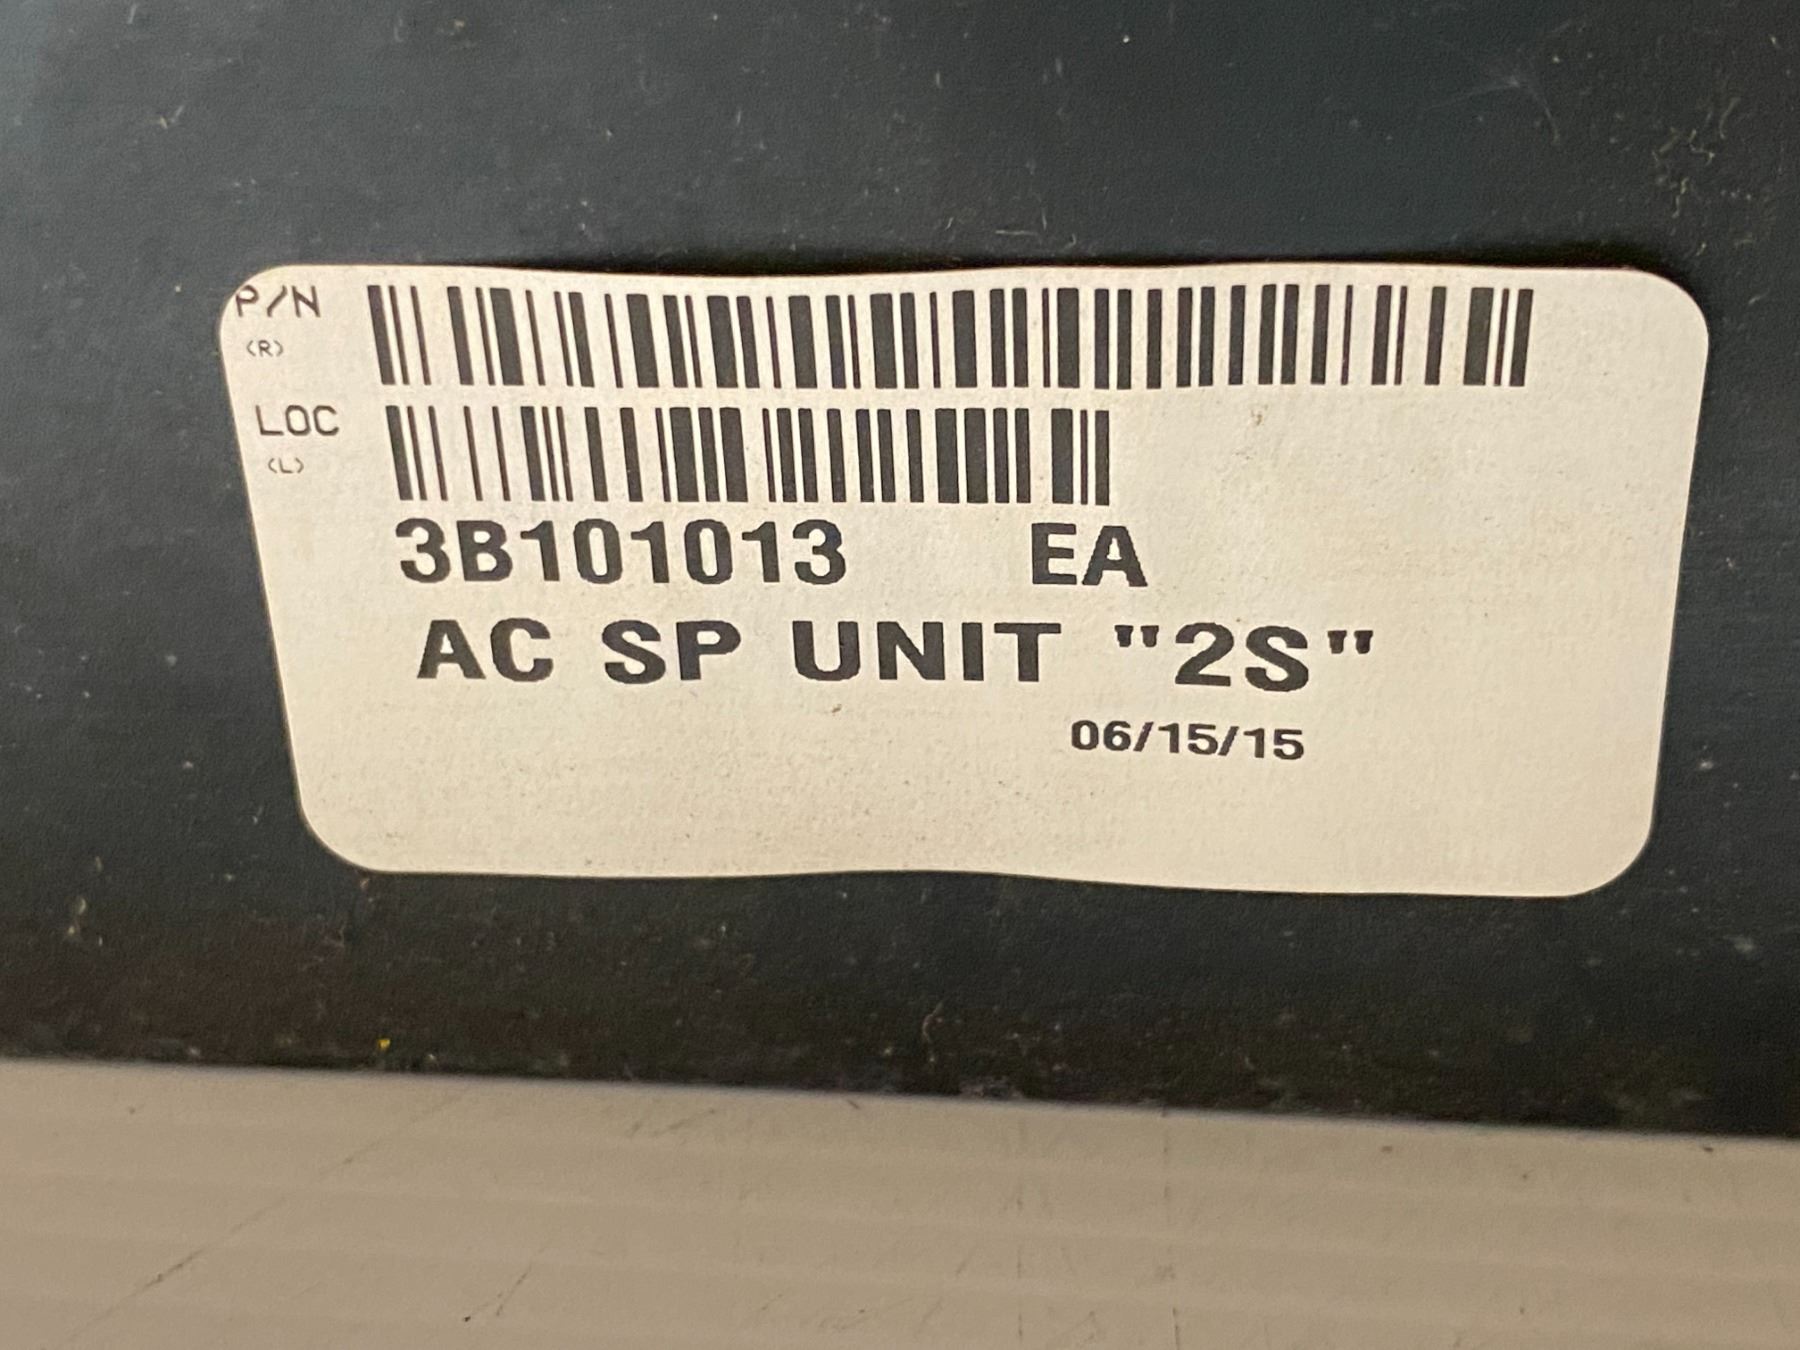 P/N
(R)
LOC
(L)
3B101013 EA
AC SP UNIT "2S"
06/15/15